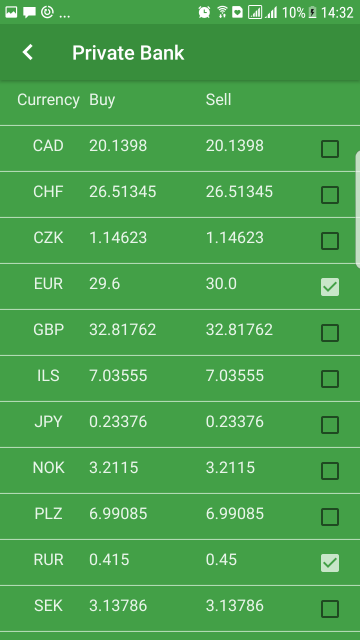 ... 10% 14:32
Private Bank
Currency Buy Sell
CAD 20.1398 20.1398
CHF 26.51345 26.51345
CZK 1.14623 1.14623
EUR 29.6 30.0
GBP 32.81762 32.81762
ILS 7.03555 7.03555
JPY 0.23376 0.23376
NOK 3.2115 3.2115
PLZ 6.99085 6.99085
RUR 0.415 0.45
SEK 3.13786 3.13786